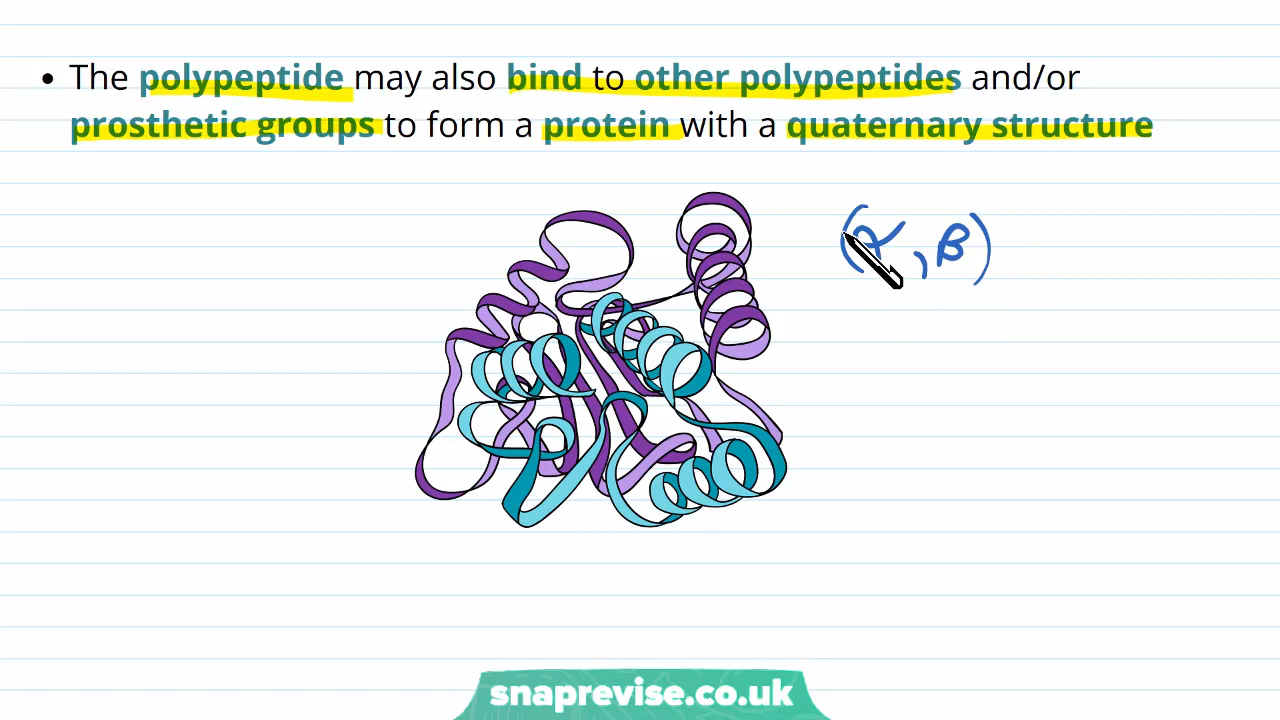 • The polypeptide may also bind to other polypeptides and/or
prosthetic groups to form a protein with a quaternary structure
(α, β)
snaprevise.co.uk